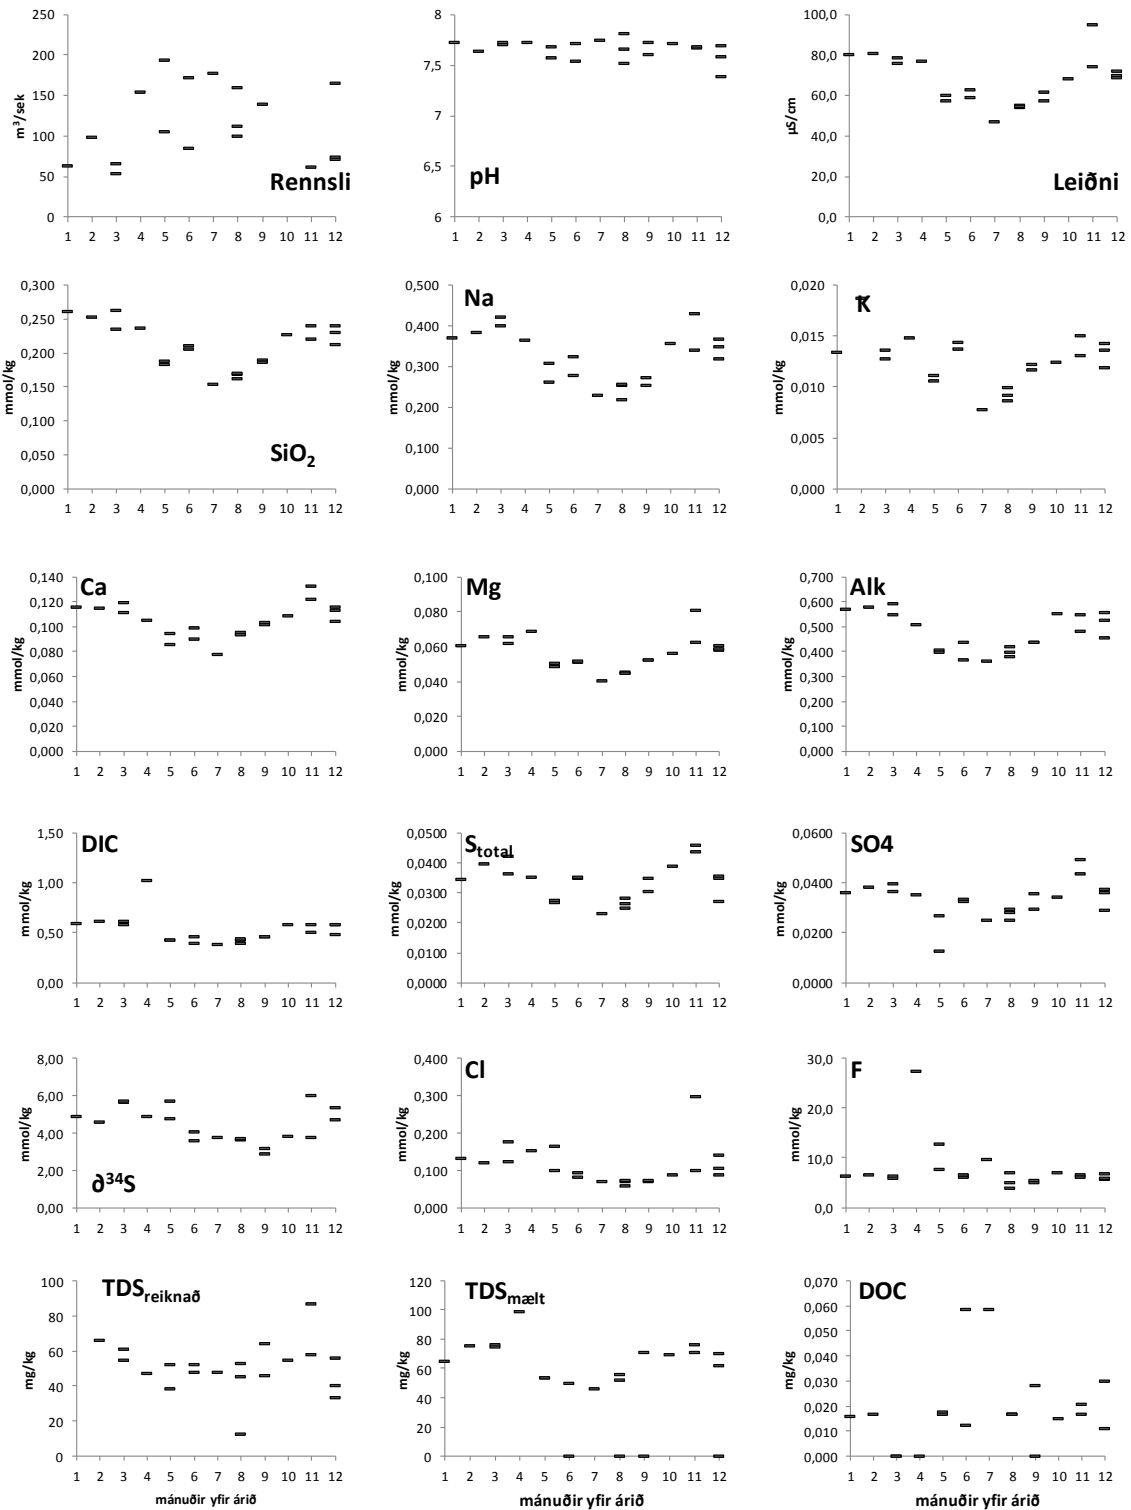 250
200
150
100
50
0
m³/sek
Rennsli
1 2 3 4 5 6 7 8 9 10 11 12
8
7,5
7
6,5
6
pH
1 2 3 4 5 6 7 8 9 10 11 12
100,0
80,0
60,0
40,0
20,0
0,0
µS/cm
Leiðni
1 2 3 4 5 6 7 8 9 10 11 12
0,300
0,250
0,200
0,150
0,100
0,050
0,000
mmol/kg
SiO₂
1 2 3 4 5 6 7 8 9 10 11 12
0,500
0,400
0,300
0,200
0,100
0,000
mmol/kg
Na
1 2 3 4 5 6 7 8 9 10 11 12
0,020
0,015
0,010
0,005
0,000
mmol/kg
K
1 2 3 4 5 6 7 8 9 10 11 12
0,140
0,120
0,100
0,080
0,060
0,040
0,020
0,000
mmol/kg
Ca
1 2 3 4 5 6 7 8 9 10 11 12
0,100
0,080
0,060
0,040
0,020
0,000
mmol/kg
Mg
1 2 3 4 5 6 7 8 9 10 11 12
0,700
0,600
0,500
0,400
0,300
0,200
0,100
0,000
mmol/kg
Alk
1 2 3 4 5 6 7 8 9 10 11 12
1,50
1,00
0,50
0,00
mmol/kg
DIC
1 2 3 4 5 6 7 8 9 10 11 12
0,0500
0,0400
0,0300
0,0200
0,0100
0,0000
mmol/kg
S_total
1 2 3 4 5 6 7 8 9 10 11 12
0,0600
0,0400
0,0200
0,0000
mmol/kg
SO4
1 2 3 4 5 6 7 8 9 10 11 12
8,00
6,00
4,00
2,00
0,00
mmol/kg
∂³⁴S
1 2 3 4 5 6 7 8 9 10 11 12
0,400
0,300
0,200
0,100
0,000
mmol/kg
Cl
1 2 3 4 5 6 7 8 9 10 11 12
30,0
20,0
10,0
0,0
mmol/kg
F
1 2 3 4 5 6 7 8 9 10 11 12
100
80
60
40
20
0
mg/kg
TDS_reiknað
1 2 3 4 5 6 7 8 9 10 11 12
mánuðir yfir árið
120
100
80
60
40
20
0
mg/kg
TDS_mælt
1 2 3 4 5 6 7 8 9 10 11 12
mánuðir yfir árið
0,070
0,060
0,050
0,040
0,030
0,020
0,010
0,000
mg/kg
DOC
1 2 3 4 5 6 7 8 9 10 11 12
mánuðir yfir árið